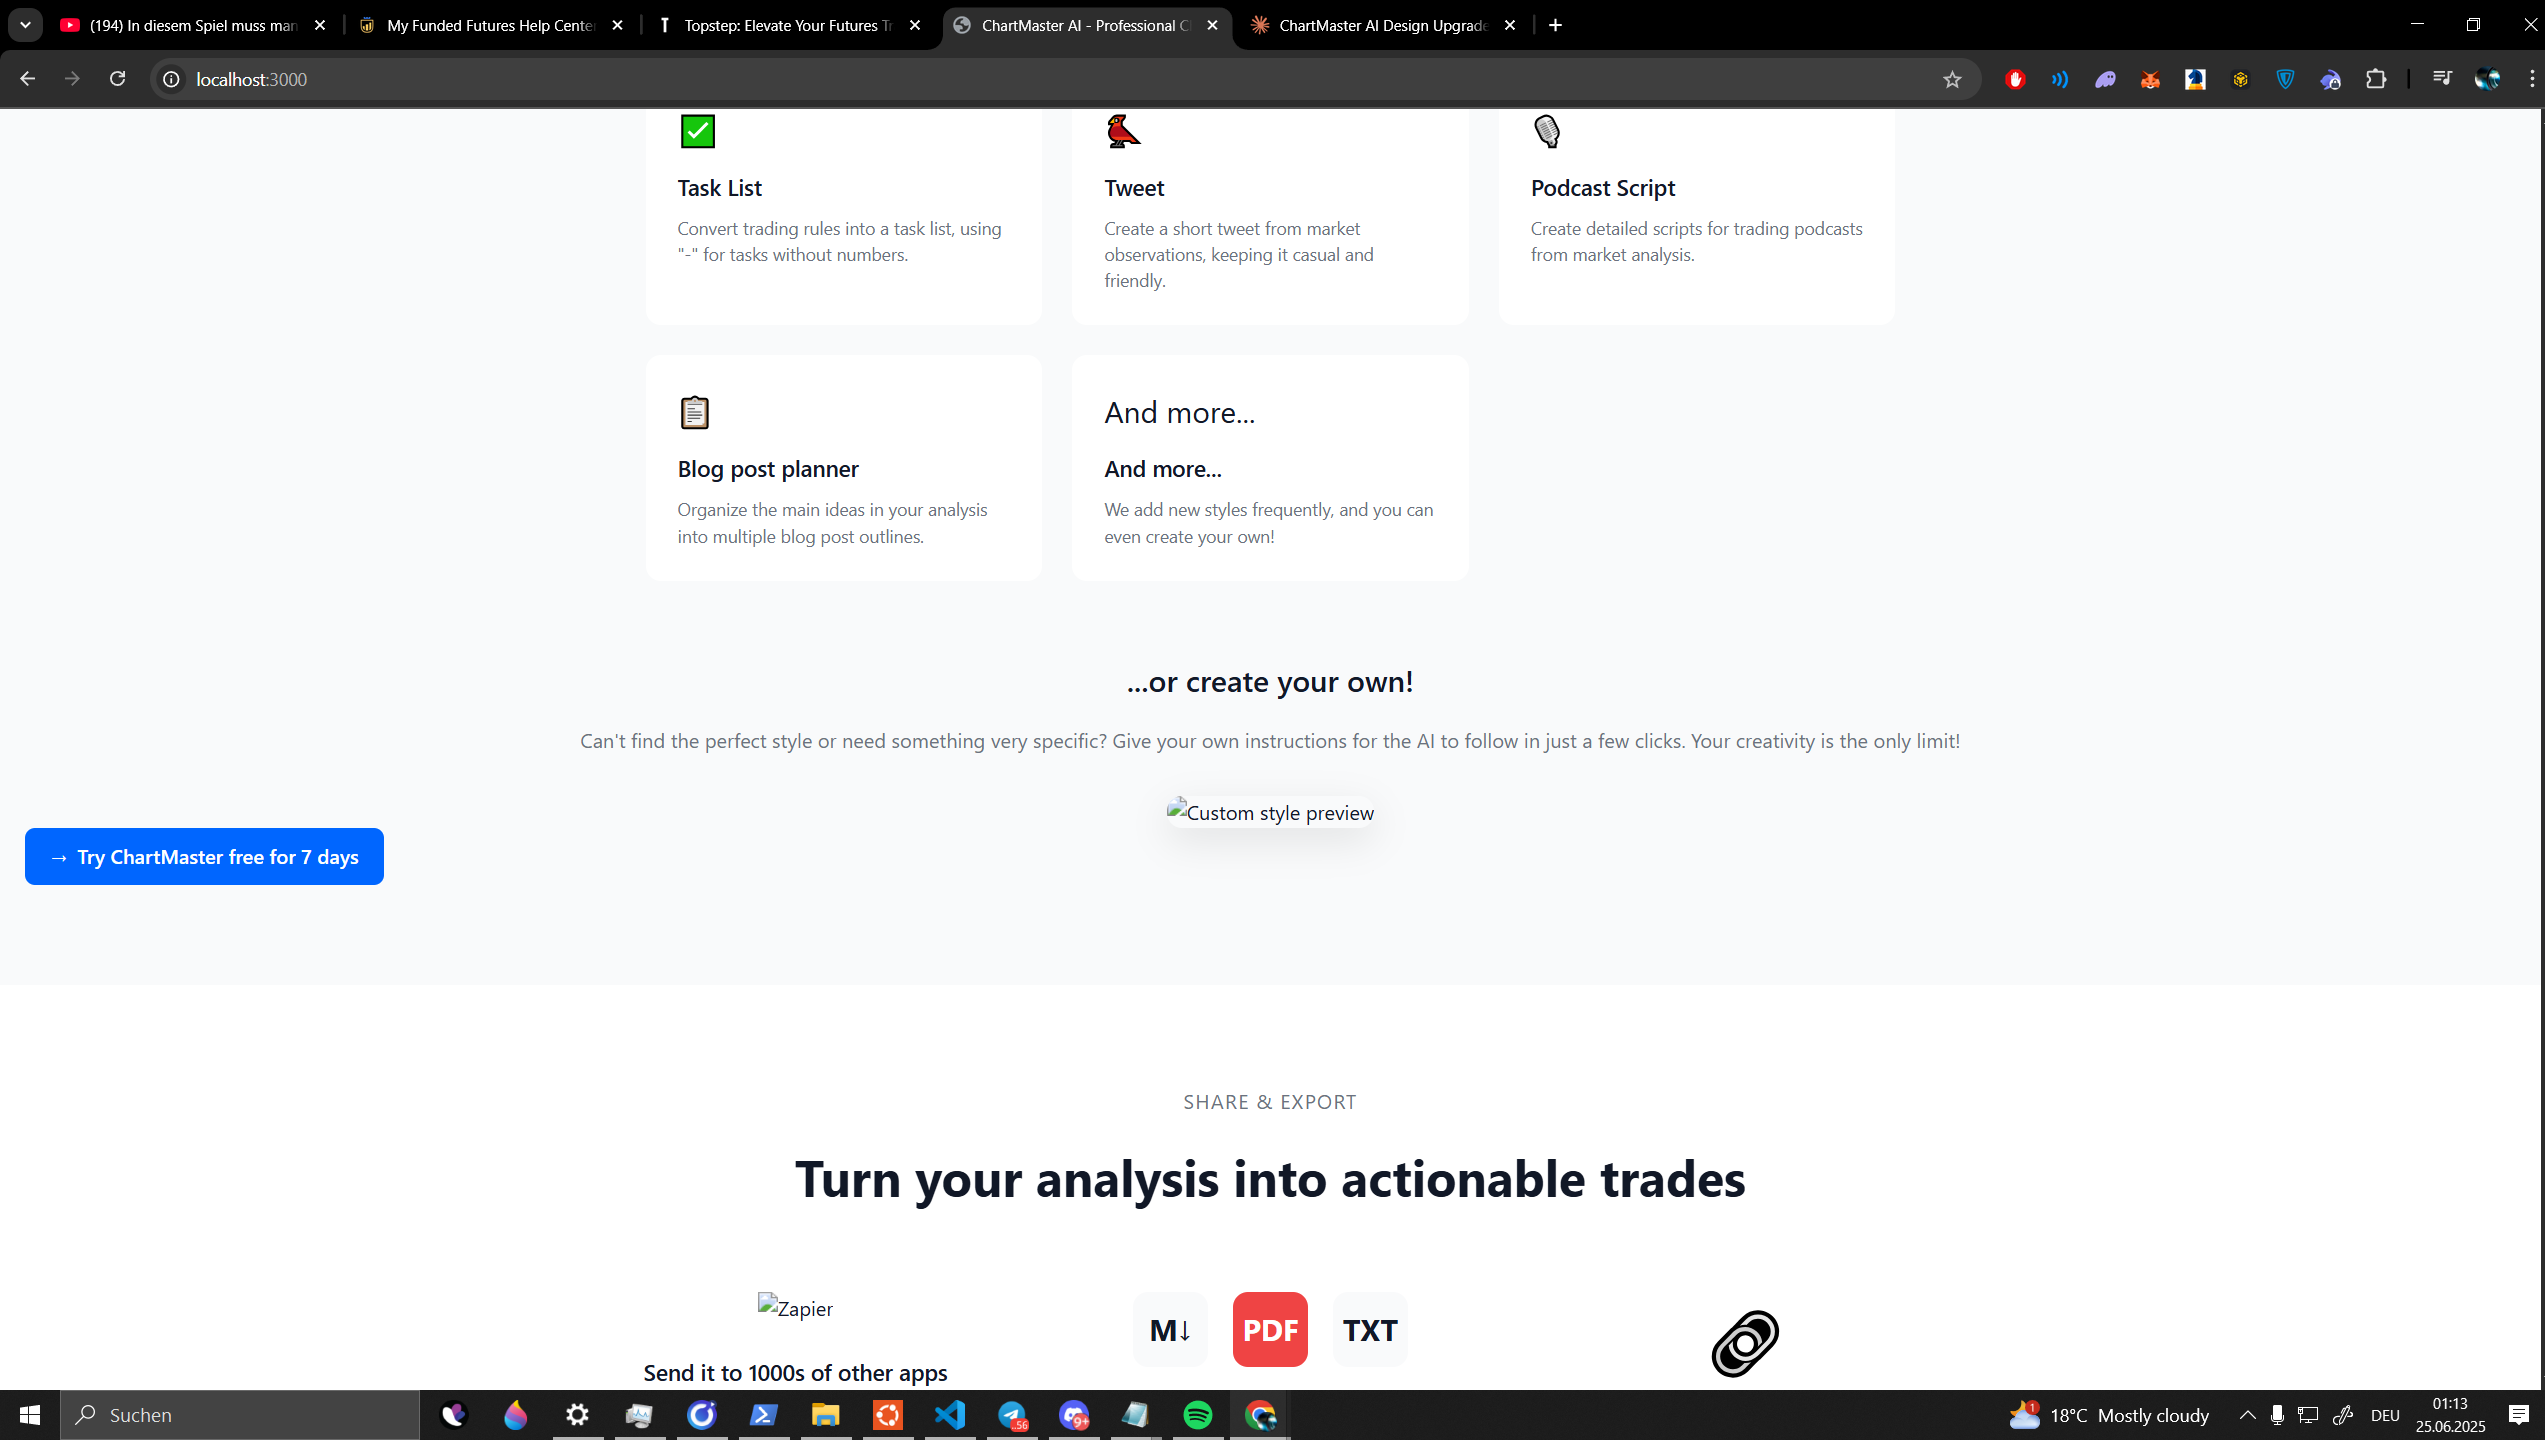 (194) In diesem Spiel muss man
My Funded Futures Help Cente
Topstep: Elevate Your Futures Tr
ChartMaster AI - Professional C
ChartMaster AI Design Upgrade
localhost:3000
Task List
Convert trading rules into a task list, using
"-" for tasks without numbers.
Tweet
Create a short tweet from market
observations, keeping it casual and
friendly.
Podcast Script
Create detailed scripts for trading podcasts
from market analysis.
Blog post planner
Organize the main ideas in your analysis
into multiple blog post outlines.
And more...
And more...
We add new styles frequently, and you can
even create your own!
...or create your own!
Can't find the perfect style or need something very specific? Give your own instructions for the AI to follow in just a few clicks. Your creativity is the only limit!
Custom style preview
→ Try ChartMaster free for 7 days
SHARE & EXPORT
Turn your analysis into actionable trades
Zapier
Send it to 1000s of other apps
M↓
PDF
TXT
Suchen
56
9+
1
18°C Mostly cloudy
DEU
01:13
25.06.2025